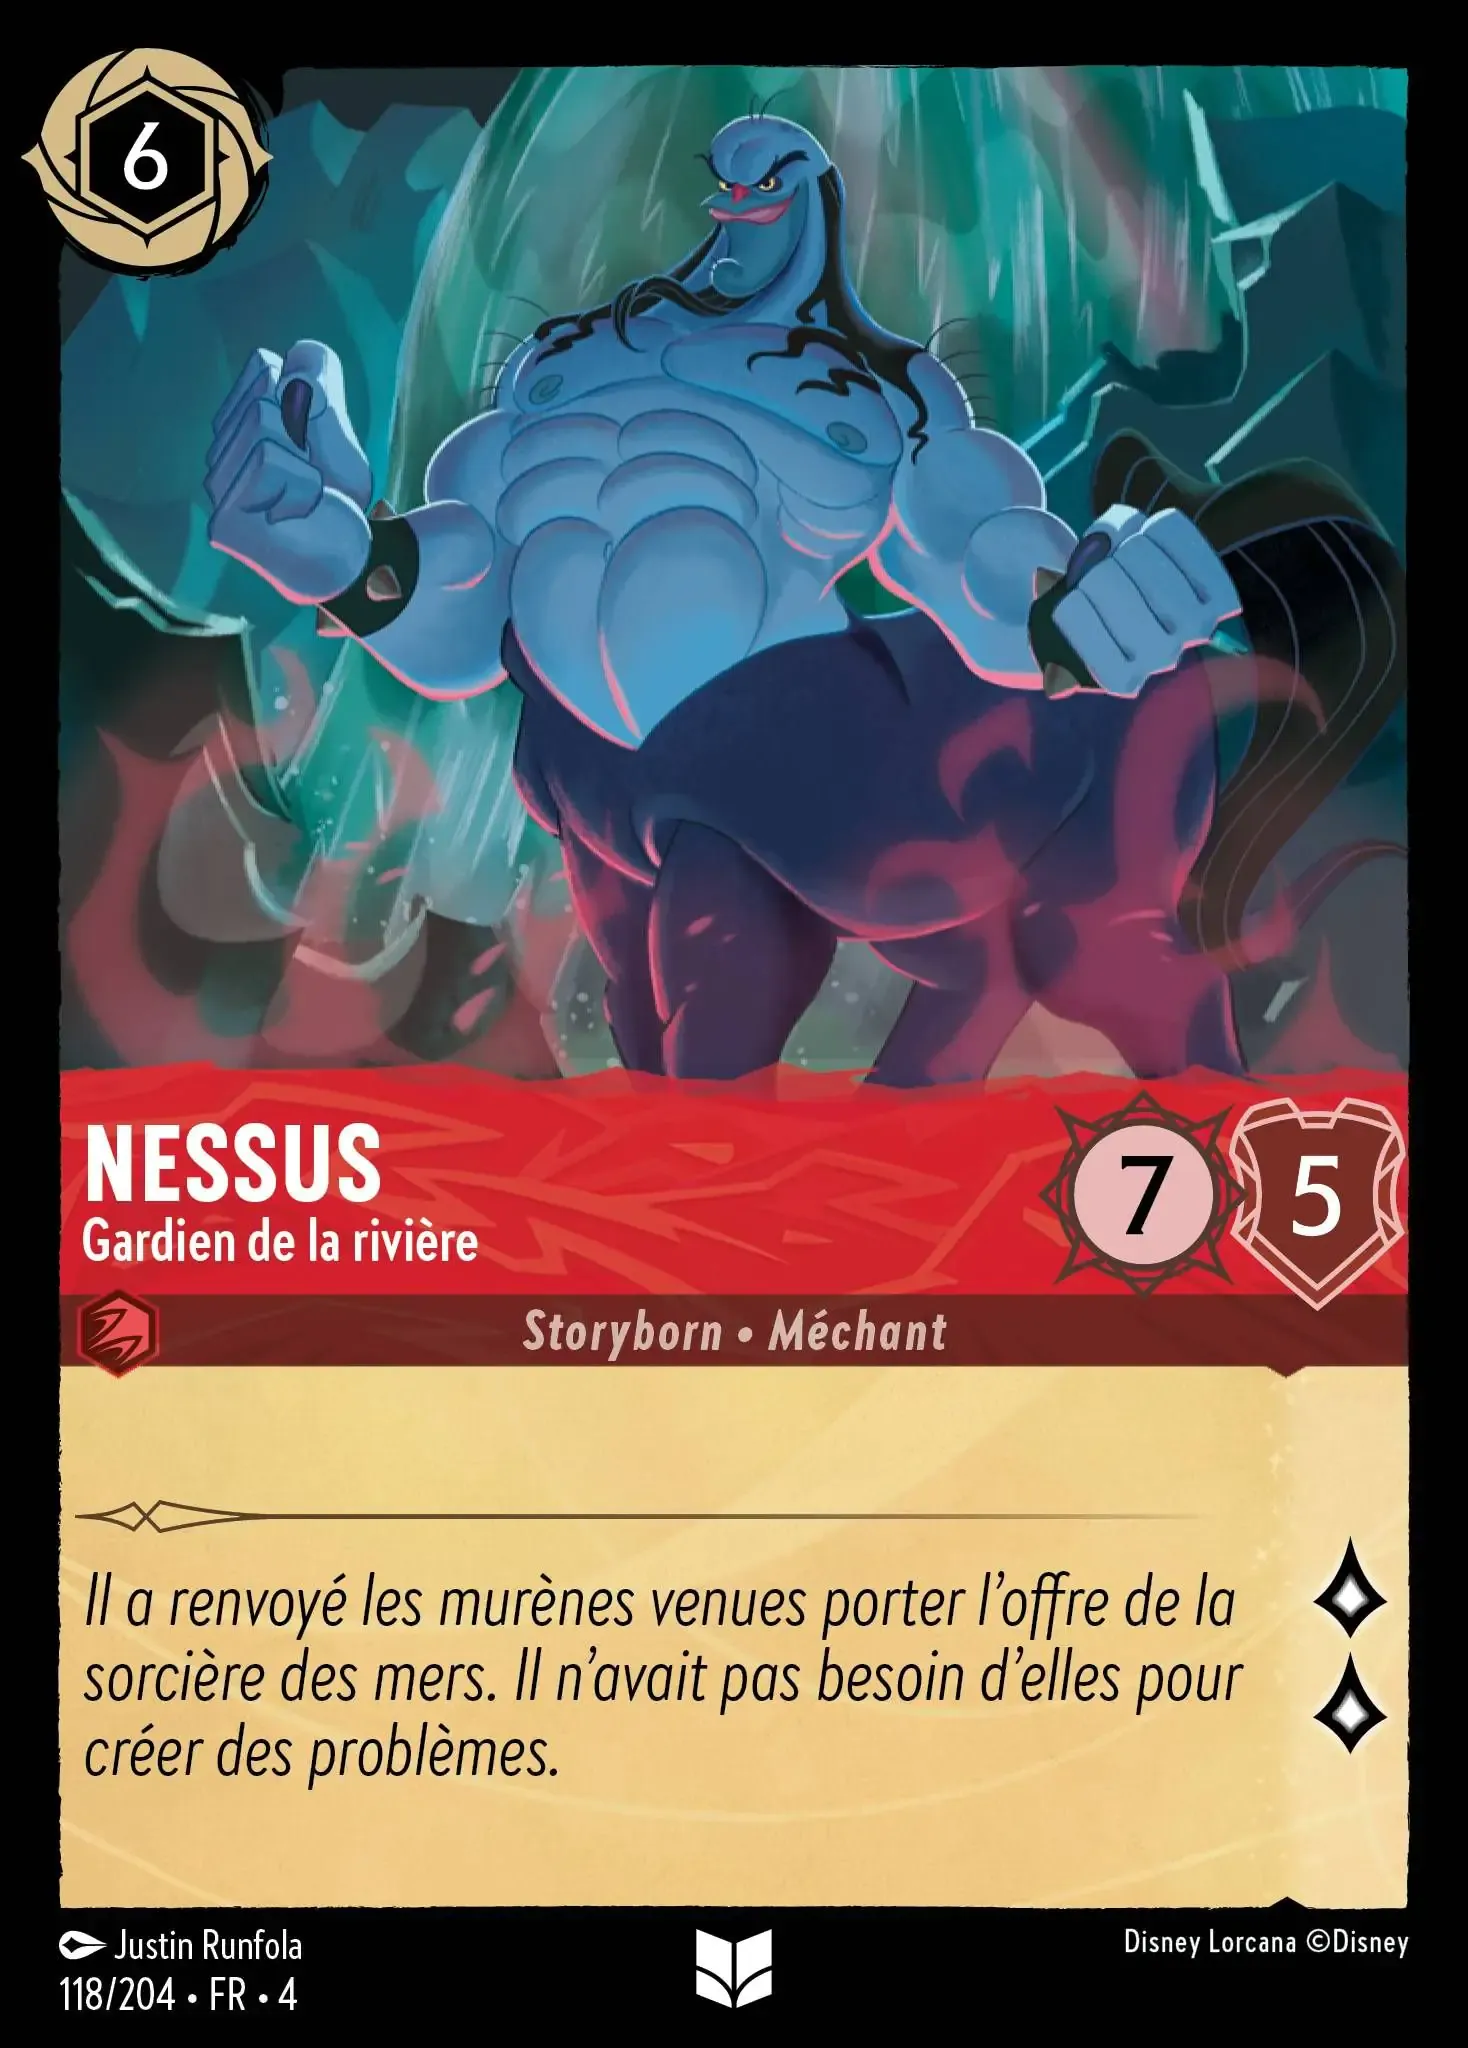 6
NESSUS
Gardien de la rivière
7
5
Storyborn • Méchant
Il a renvoyé les murènes venues porter l'offre de la
sorcière des mers. Il n'avait pas besoin d'elles pour
créer des problèmes.
Justin Runfola
118/204 • FR • 4
Disney Lorcana ©Disney